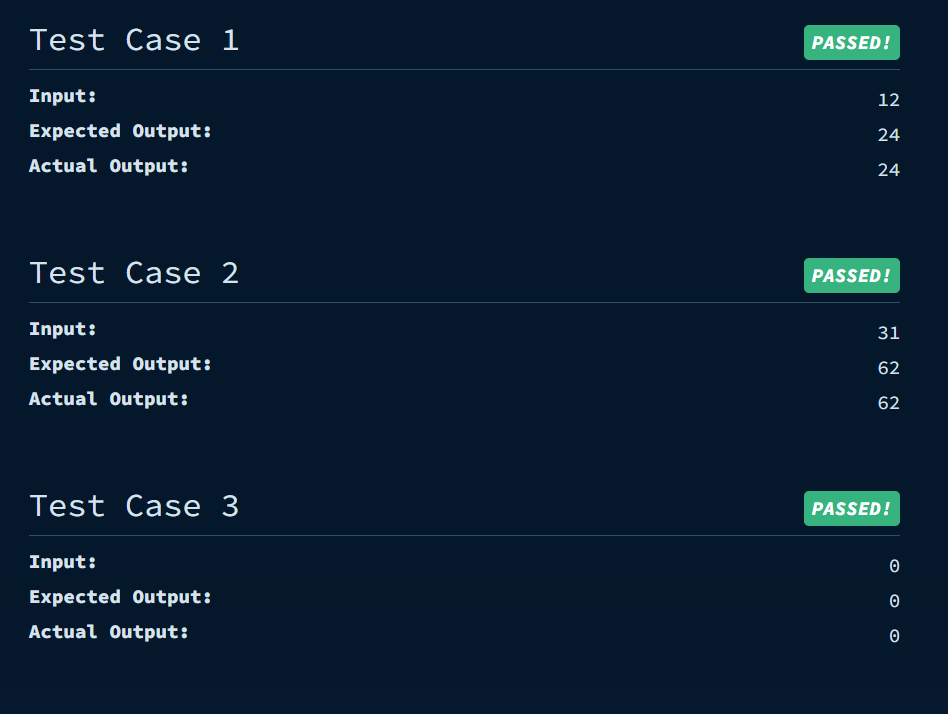 Test Case 1 PASSED!
Input: 12
Expected Output: 24
Actual Output: 24
Test Case 2 PASSED!
Input: 31
Expected Output: 62
Actual Output: 62
Test Case 3 PASSED!
Input: 0
Expected Output: 0
Actual Output: 0